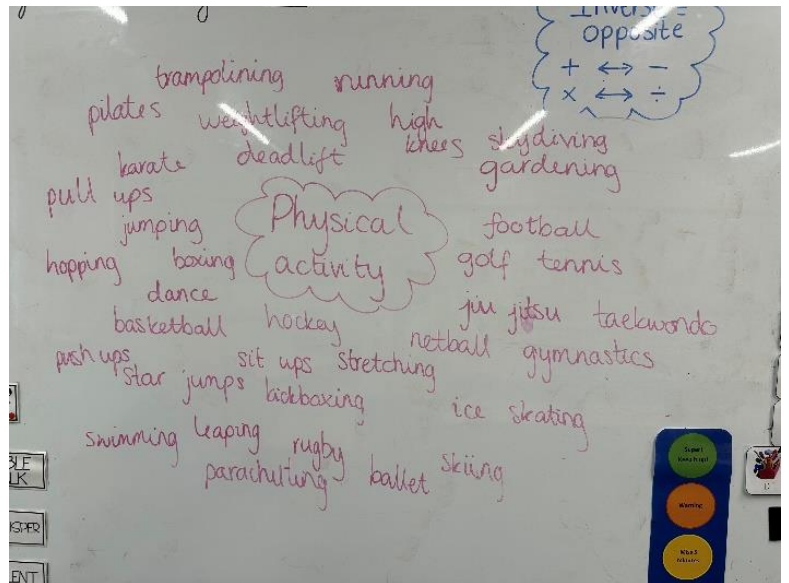 Inverse =
opposite
+ ↔ −
× ↔ ÷
trampolining running
pilates weightlifting high
knees skydiving
karate deadlift gardening
pull ups
jumping Physical football
hopping boxing activity golf tennis
dance
basketball hockey jiu jitsu taekwondo
netball gymnastics
push ups sit ups stretching
star jumps kickboxing ice skating
swimming leaping rugby
parachuting ballet skiing
Warning